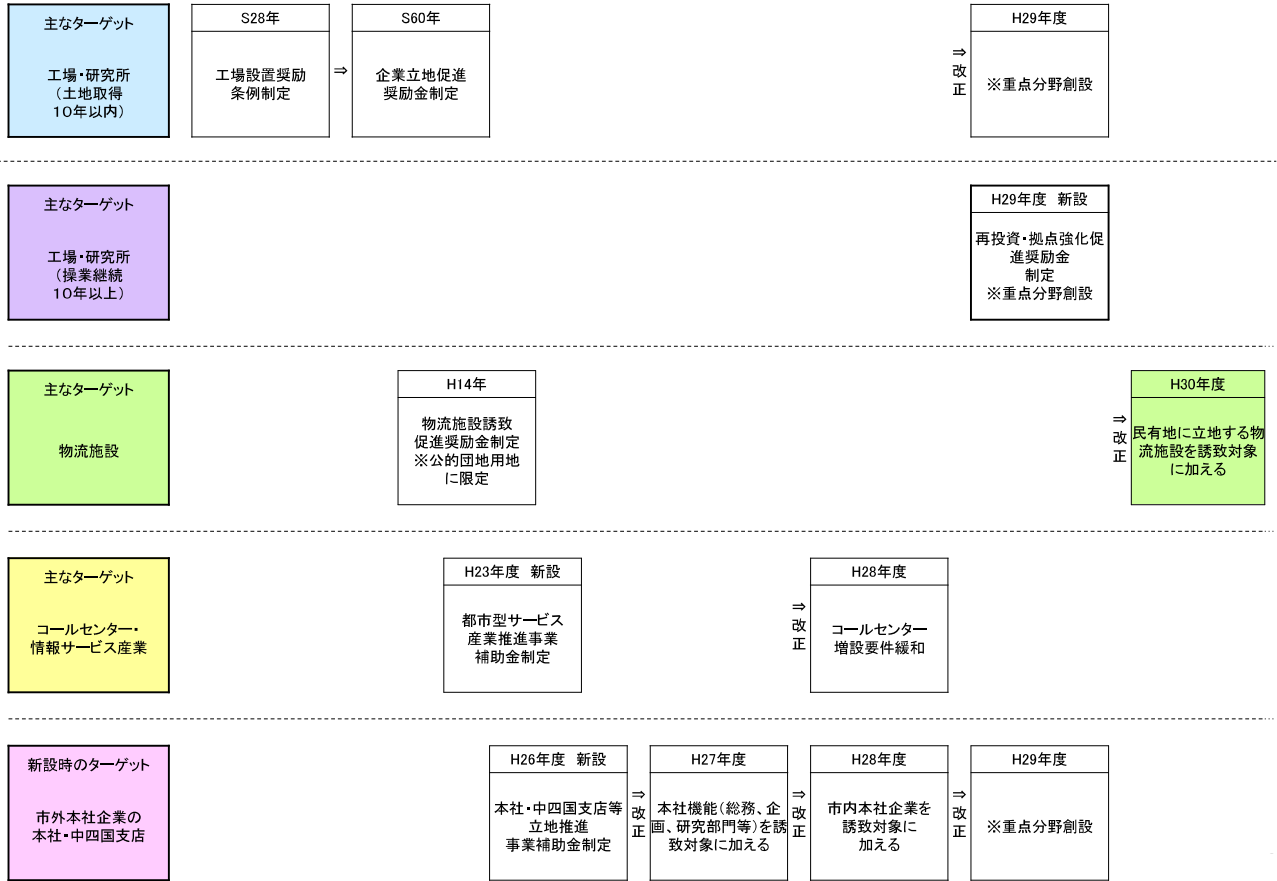 主なターゲット
工場・研究所
(土地取得
10年以内)
S28年
工場設置奨励
条例制定
⇒
S60年
企業立地促進
奨励金制定
⇒
改
正
H29年度
※重点分野創設
主なターゲット
工場・研究所
(操業継続
10年以上)
H29年度 新設
再投資・拠点強化促
進奨励金
制定
※重点分野創設
主なターゲット
物流施設
H14年
物流施設誘致
促進奨励金制定
※公的団地用地
に限定
⇒
改
正
H30年度
民有地に立地する物
流施設を誘致対象
に加える
主なターゲット
コールセンター・
情報サービス産業
H23年度 新設
都市型サービス
産業推進事業
補助金制定
⇒
改
正
H28年度
コールセンター
増設要件緩和
新設時のターゲット
市外本社企業の
本社・中四国支店
H26年度 新設
本社・中四国支店等
立地推進
事業補助金制定
⇒
改
正
H27年度
本社機能(総務、企
画、研究部門等)を誘
致対象に加える
⇒
改
正
H28年度
市内本社企業を
誘致対象に
加える
⇒
改
正
H29年度
※重点分野創設